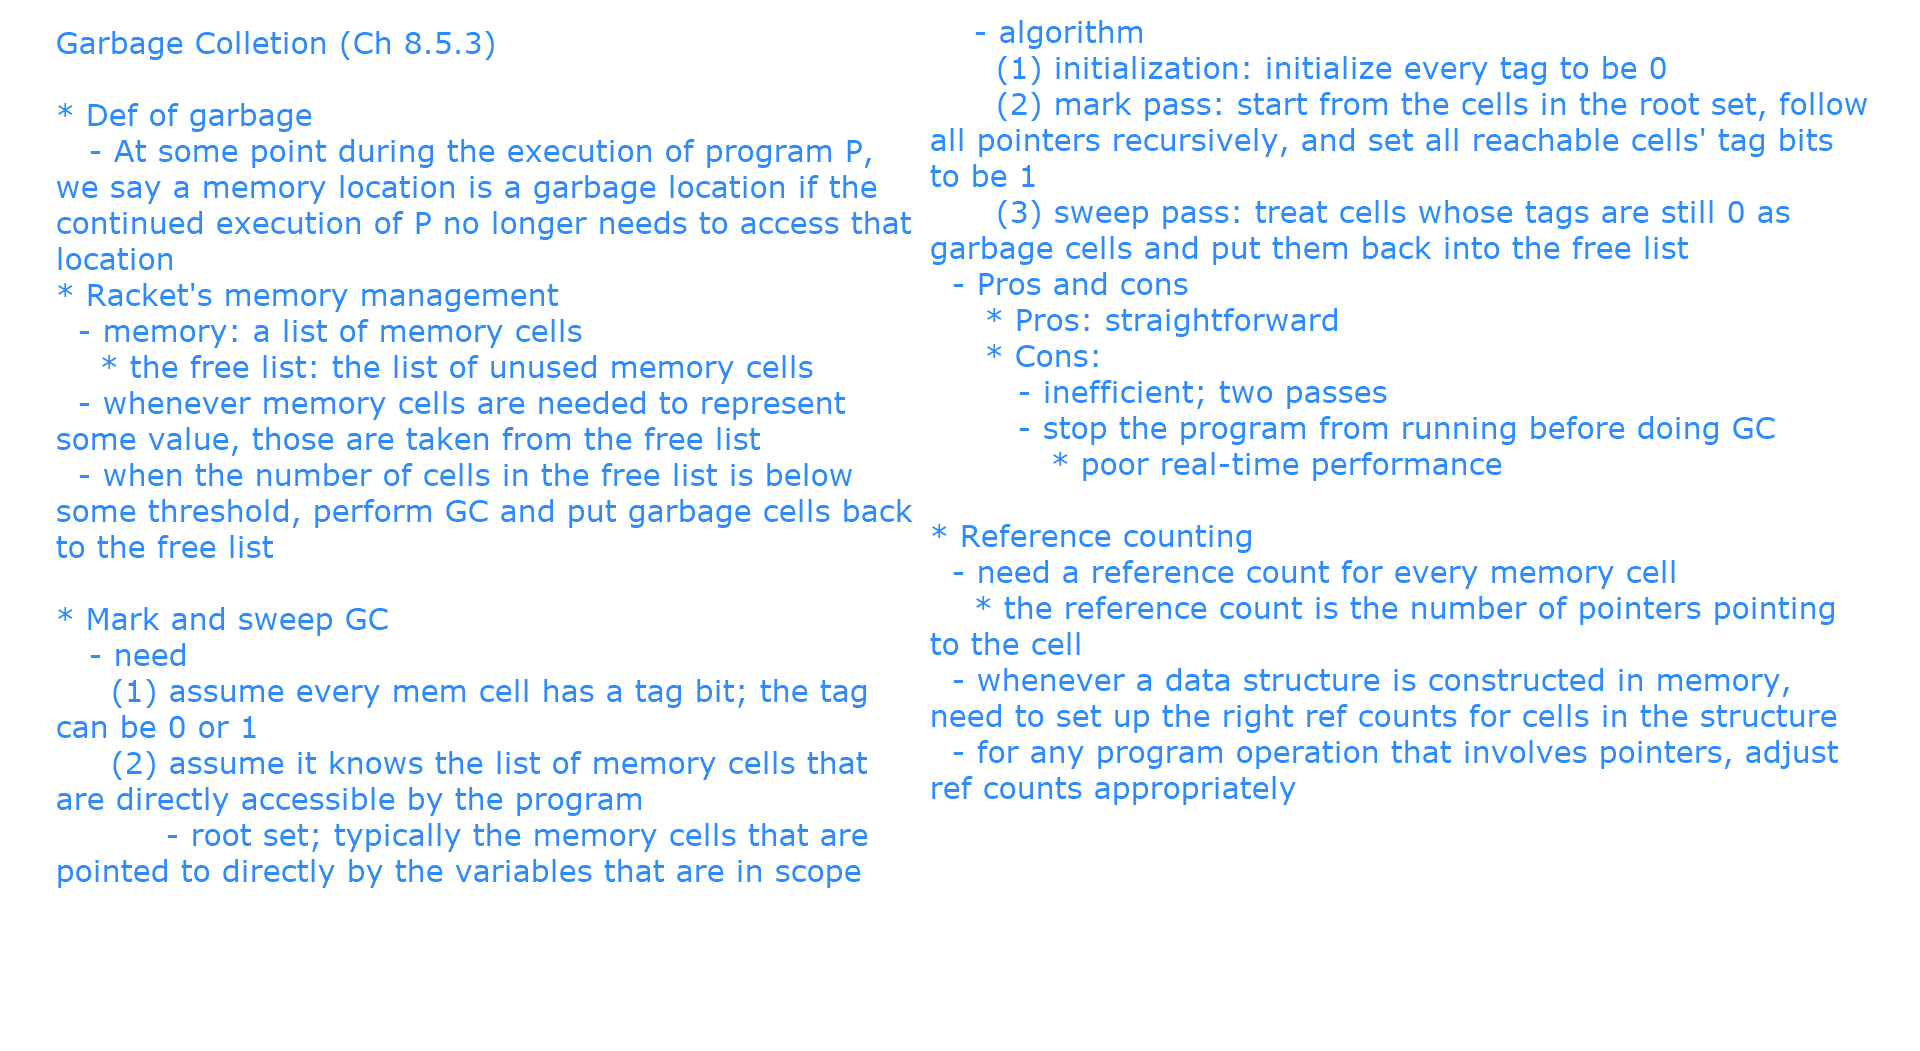 Garbage Colletion (Ch 8.5.3)
* Def of garbage
- At some point during the execution of program P,
we say a memory location is a garbage location if the
continued execution of P no longer needs to access that
location
* Racket's memory management
- memory: a list of memory cells
* the free list: the list of unused memory cells
- whenever memory cells are needed to represent
some value, those are taken from the free list
- when the number of cells in the free list is below
some threshold, perform GC and put garbage cells back
to the free list
* Mark and sweep GC
- need
(1) assume every mem cell has a tag bit; the tag
can be 0 or 1
(2) assume it knows the list of memory cells that
are directly accessible by the program
- root set; typically the memory cells that are
pointed to directly by the variables that are in scope
- algorithm
(1) initialization: initialize every tag to be 0
(2) mark pass: start from the cells in the root set, follow
all pointers recursively, and set all reachable cells' tag bits
to be 1
(3) sweep pass: treat cells whose tags are still 0 as
garbage cells and put them back into the free list
- Pros and cons
* Pros: straightforward
* Cons:
- inefficient; two passes
- stop the program from running before doing GC
* poor real-time performance
* Reference counting
- need a reference count for every memory cell
* the reference count is the number of pointers pointing
to the cell
- whenever a data structure is constructed in memory,
need to set up the right ref counts for cells in the structure
- for any program operation that involves pointers, adjust
ref counts appropriately